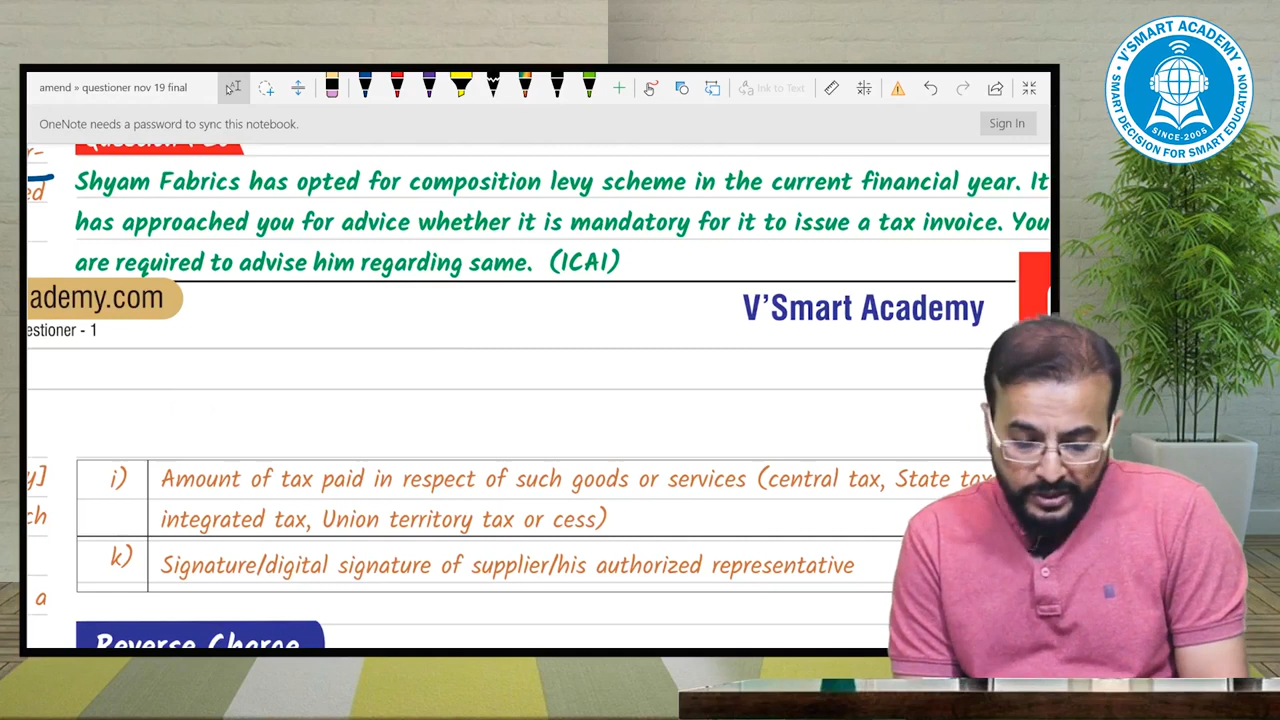 V'SMART ACADEMY
SMART DECISION FOR SMART EDUCATION
SINCE-2005
amend » questioner nov 19 final
Ink to Text
OneNote needs a password to sync this notebook.
Sign In
r-
ed
Shyam Fabrics has opted for composition levy scheme in the current financial year. It
has approached you for advice whether it is mandatory for it to issue a tax invoice. You
are required to advise him regarding same. (ICAI)
ademy.com
V'Smart Academy
estioner - 1
y]
i) Amount of tax paid in respect of such goods or services (central tax, State tax
ch
integrated tax, Union territory tax or cess)
k) Signature/digital signature of supplier/his authorized representative
a
Reverse Charge